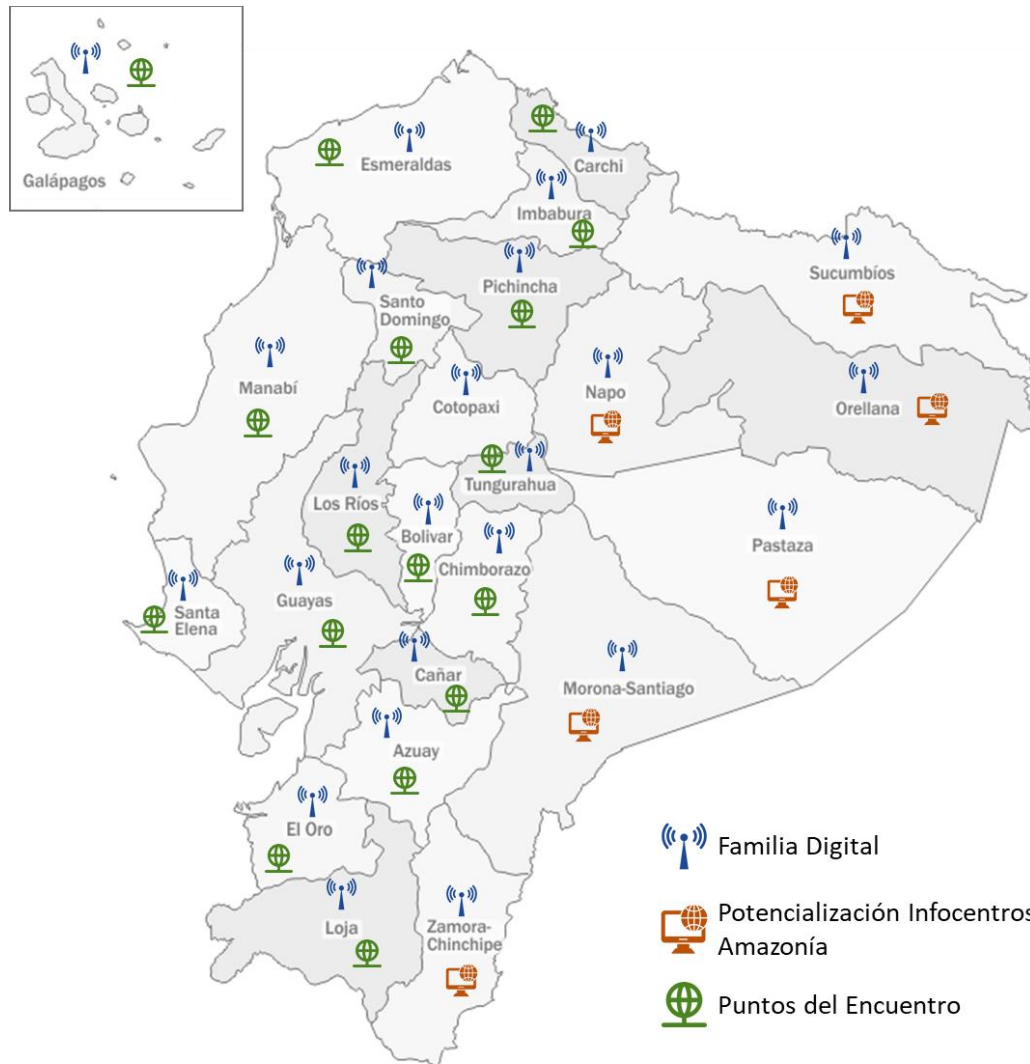 Galápagos
Esmeraldas
Carchi
Imbabura
Sucumbíos
Pichincha
Santo
Domingo
Manabí
Cotopaxi
Napo
Orellana
Tungurahua
Los Ríos
Bolivar
Pastaza
Chimborazo
Guayas
Santa
Elena
Cañar
Morona-Santiago
Azuay
El Oro
Loja
Zamora-
Chinchipe
Familia Digital
Potencialización Infocentros
Amazonía
Puntos del Encuentro